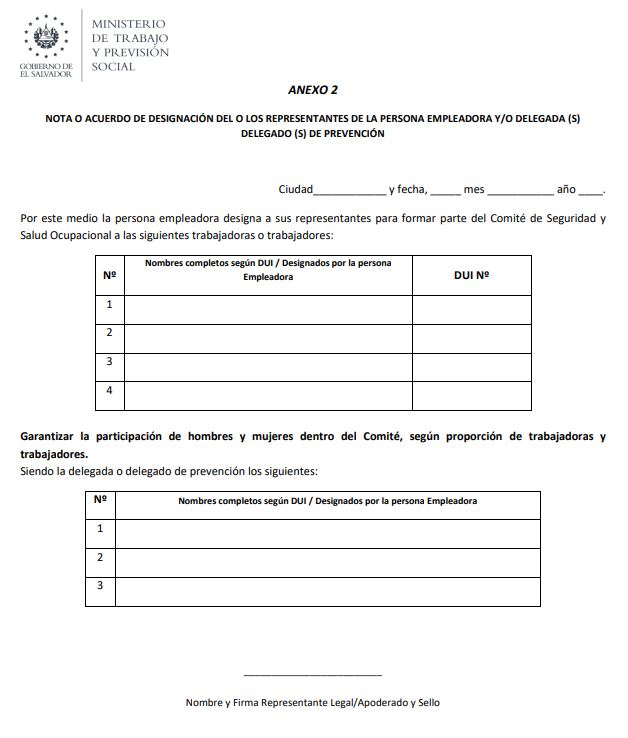 MINISTERIO
DE TRABAJO
Y PREVISIÓN
SOCIAL
GOBIERNO DE
EL SALVADOR
ANEXO 2
NOTA O ACUERDO DE DESIGNACIÓN DEL O LOS REPRESENTANTES DE LA PERSONA EMPLEADORA Y/O DELEGADA (S)
DELEGADO (S) DE PREVENCIÓN
Ciudad____________ y fecha, _____ mes ___________ año ____.
Por este medio la persona empleadora designa a sus representantes para formar parte del Comité de Seguridad y
Salud Ocupacional a las siguientes trabajadoras o trabajadores:
Nº Nombres completos según DUI / Designados por la persona Empleadora DUI Nº
1
2
3
4
Garantizar la participación de hombres y mujeres dentro del Comité, según proporción de trabajadoras y
trabajadores.
Siendo la delegada o delegado de prevención los siguientes:
Nº Nombres completos según DUI / Designados por la persona Empleadora
1
2
3
_________________________
Nombre y Firma Representante Legal/Apoderado y Sello